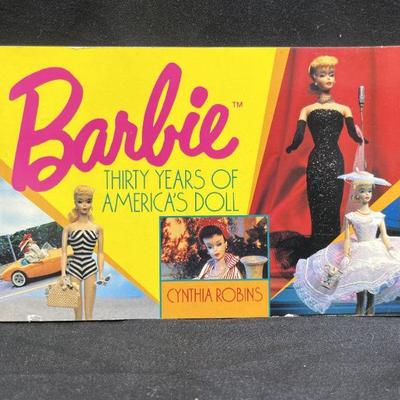 Barbie™
THIRTY YEARS OF
AMERICA'S DOLL
CYNTHIA ROBINS